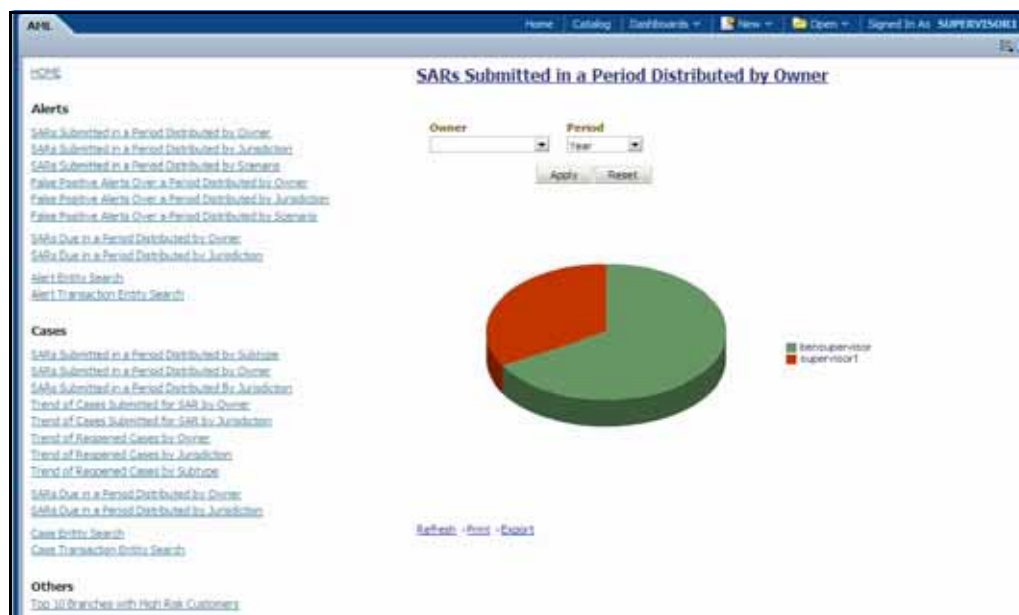 AML
Home Catalog Dashboards New Open Signed In As SUPERVISOR1
HOME
Alerts
SARs Submitted in a Period Distributed by Owner
SARs Submitted in a Period Distributed by Jurisdiction
SARs Submitted in a Period Distributed by Scenario
False Positive Alerts Over a Period Distributed by Owner
False Positive Alerts Over a Period Distributed by Jurisdiction
False Positive Alerts Over a Period Distributed by Scenario
SARs Due in a Period Distributed by Owner
SARs Due in a Period Distributed by Jurisdiction
Alert Entity Search
Alert Transaction Entity Search
Cases
SARs Submitted in a Period Distributed by Subtype
SARs Submitted in a Period Distributed by Owner
SARs Submitted in a Period Distributed By Jurisdiction
Trend of Cases Submitted for SAR by Owner
Trend of Cases Submitted for SAR by Jurisdiction
Trend of Reopened Cases by Owner
Trend of Reopened Cases by Jurisdiction
Trend of Reopened Cases by Subtype
SARs Due in a Period Distributed by Owner
SARs Due in a Period Distributed by Jurisdiction
Case Entity Search
Case Transaction Entity Search
Others
Top 10 Branches with High Risk Customers
SARs Submitted in a Period Distributed by Owner
Owner Period
Year
Apply Reset
bensupervisor
supervisor1
Refresh - Print - Export